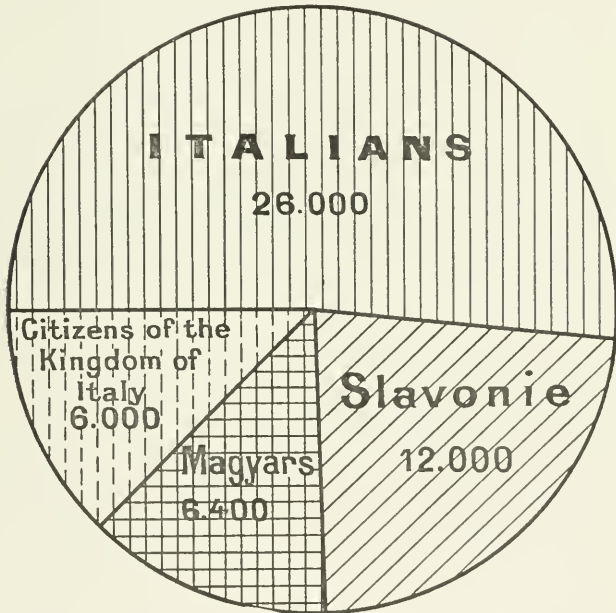 ITALIANS
26.000
Citizens of the
Kingdom of
Italy
6.000
Slavonie
12.000
Magyars
6.400